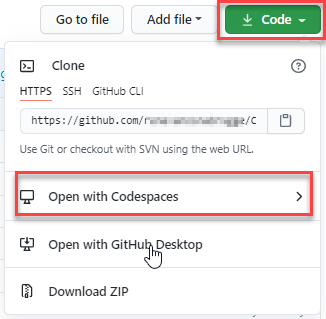 Go to file
Add file
Code
Clone
HTTPS SSH GitHub CLI
https://github.com/
Use Git or checkout with SVN using the web URL.
Open with Codespaces
Open with GitHub Desktop
Download ZIP